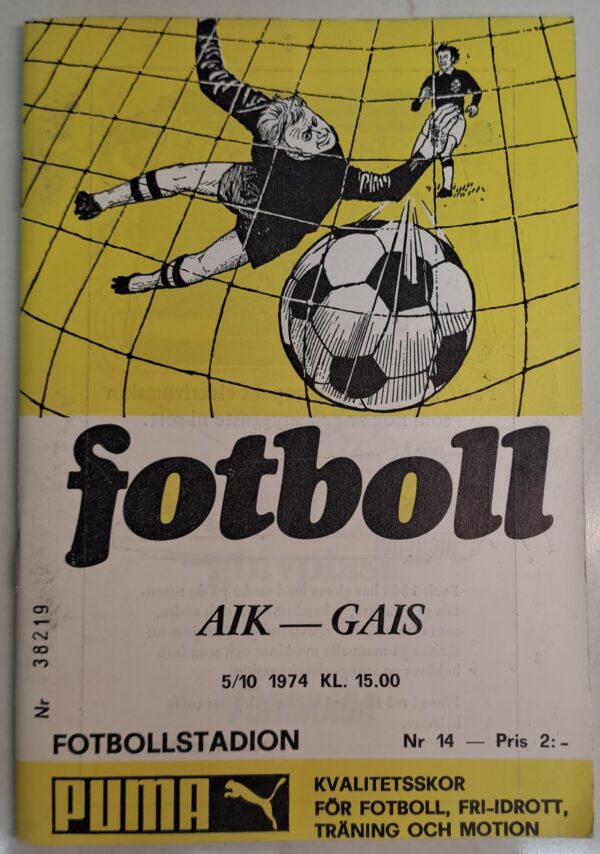 fotboll
AIK — GAIS
5/10 1974 KL. 15.00
Nr 38219
FOTBOLLSTADION
Nr 14 — Pris 2:-
PUMA
KVALITETSSKOR
FÖR FOTBOLL, FRI-IDROTT,
TRÄNING OCH MOTION